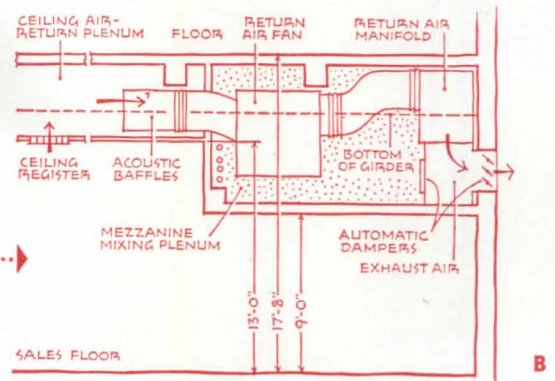 CEILING AIR-
RETURN PLENUM
FLOOR
RETURN
AIR FAN
RETURN AIR
MANIFOLD
CEILING
REGISTER
ACOUSTIC
BAFFLES
BOTTOM
OF GIRDER
MEZZANINE
MIXING PLENUM
AUTOMATIC
DAMPERS
EXHAUST AIR
13'-0"
17'-8"
9'-0"
SALES FLOOR
B